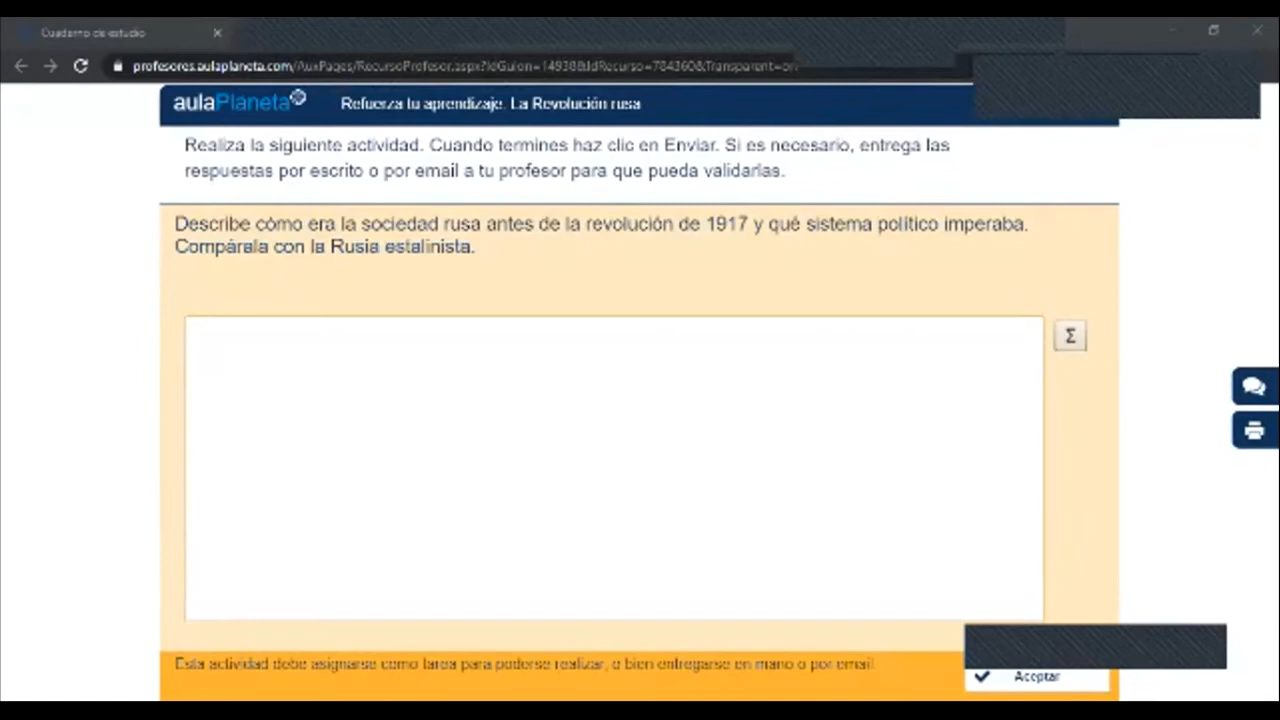 Cuaderno de estudio
profesores.aulaplaneta.com/AuxPages/RecursoProfesor.aspx?IdGuion=14938&IdRecurso=784360&Transparent=on
aulaPlaneta
Refuerza tu aprendizaje. La Revolución rusa
Realiza la siguiente actividad. Cuando termines haz clic en Enviar. Si es necesario, entrega las
respuestas por escrito o por email a tu profesor para que pueda validarlas.
Describe cómo era la sociedad rusa antes de la revolución de 1917 y qué sistema político imperaba.
Compárala con la Rusia estalinista.
Σ
Esta actividad debe asignarse como tarea para poderse realizar, o bien entregarse en mano o por email
Aceptar